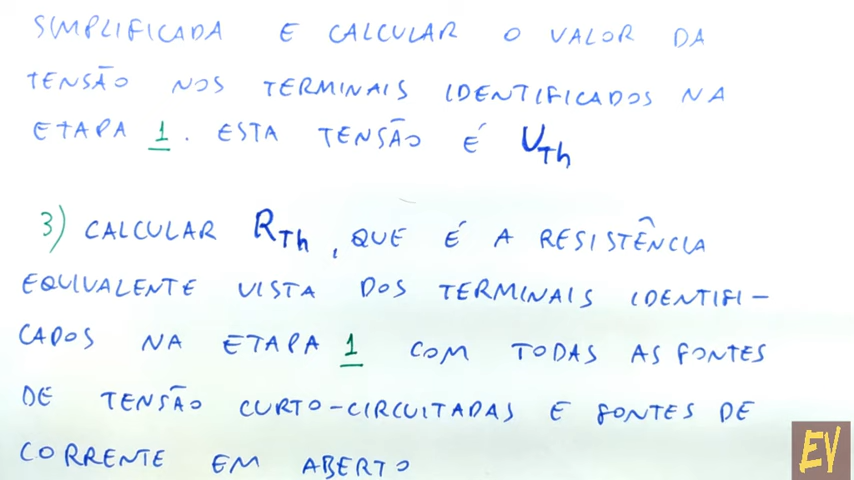 SIMPLIFICADA E CALCULAR O VALOR DA
TENSÃO NOS TERMINAIS IDENTIFICADOS NA
ETAPA 1. ESTA TENSÃO É UTh
3) CALCULAR RTh, QUE É A RESISTÊNCIA
EQUIVALENTE VISTA DOS TERMINAIS IDENTIFI-
CADOS NA ETAPA 1 COM TODAS AS FONTES
DE TENSÃO CURTO-CIRCUITADAS E FONTES DE
CORRENTE EM ABERTO
EV